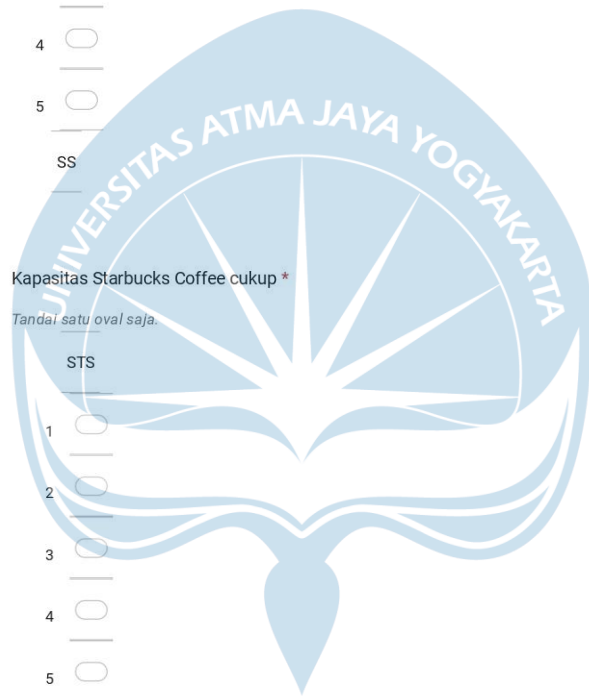 4
5
SS
UNIVERSITAS ATMA JAYA YOGYAKARTA
Kapasitas Starbucks Coffee cukup *
Tandai satu oval saja.
STS
1
2
3
4
5